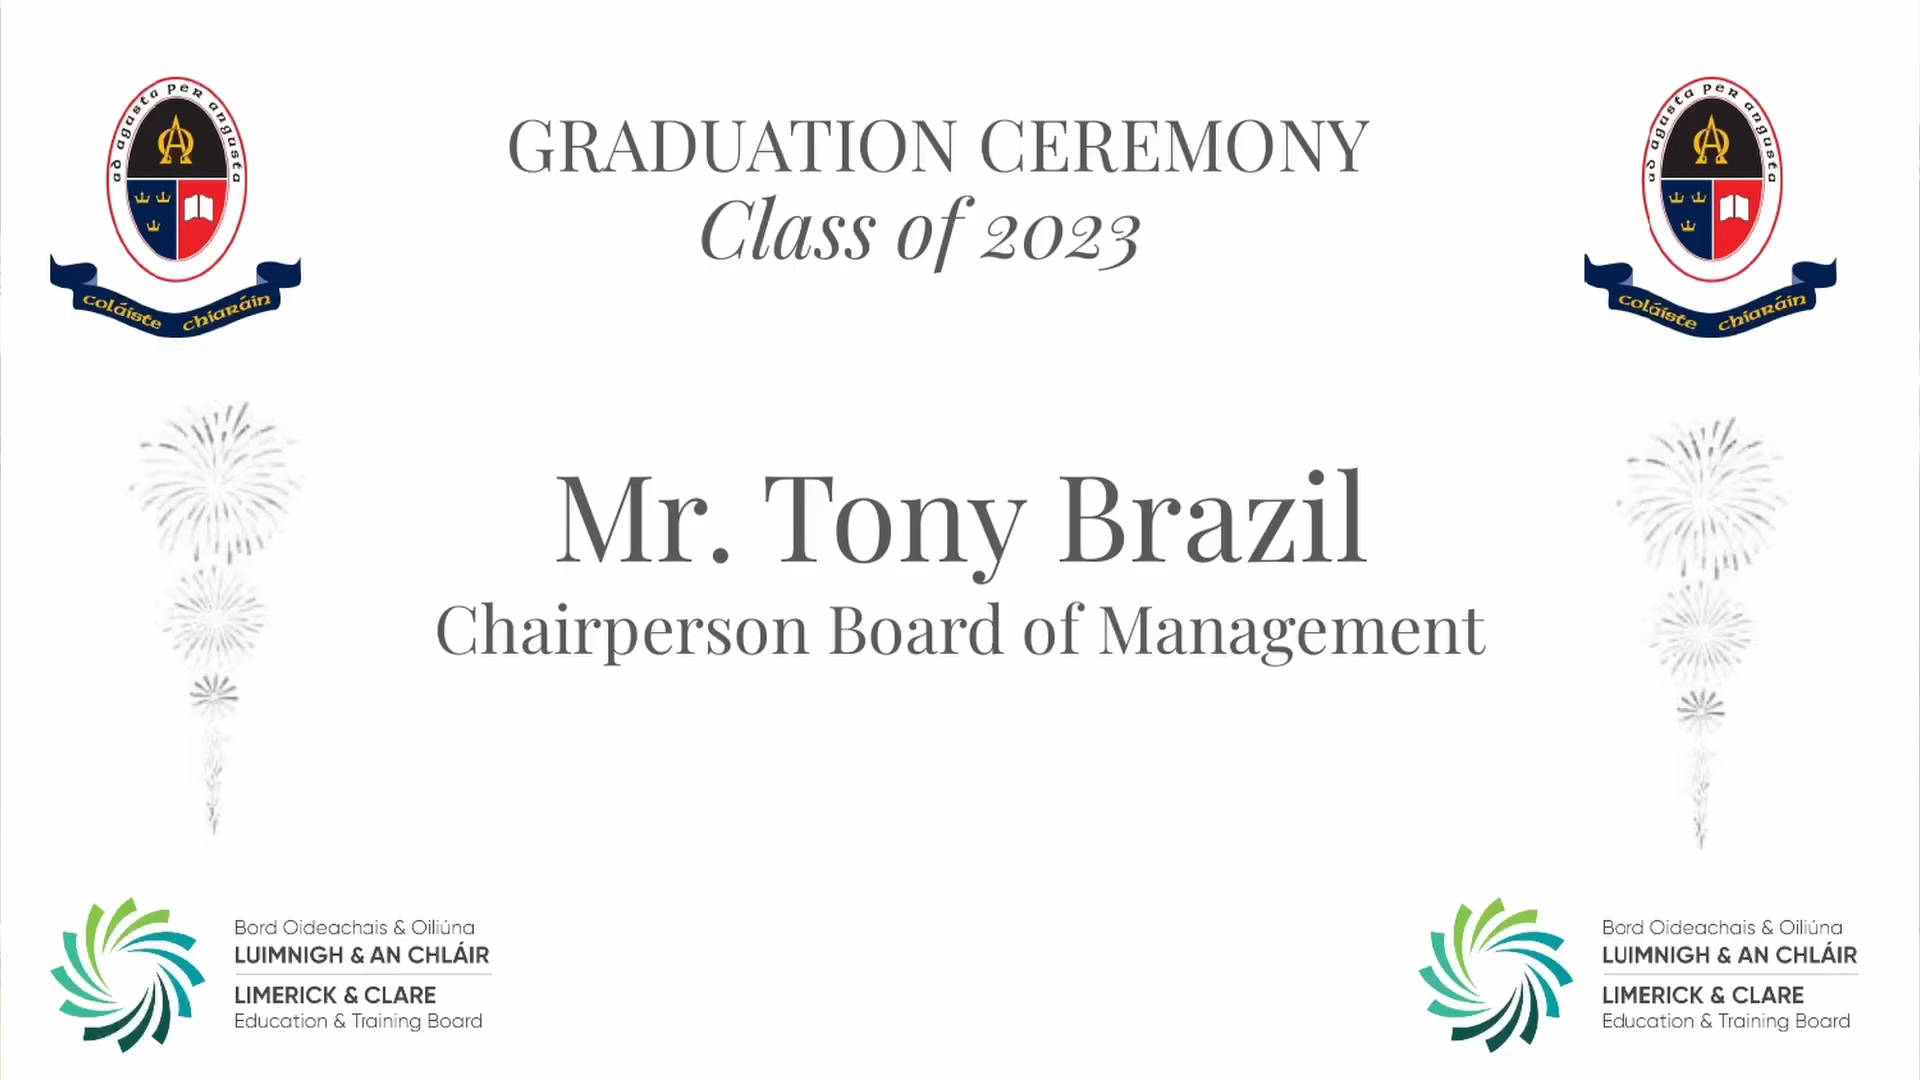 ad agusta per angusta
coláiste chiaráin
GRADUATION CEREMONY
Class of 2023
ad agusta per angusta
coláiste chiaráin
Mr. Tony Brazil
Chairperson Board of Management
Bord Oideachais & Oiliúna
LUIMNIGH & AN CHLÁIR
LIMERICK & CLARE
Education & Training Board
Bord Oideachais & Oiliúna
LUIMNIGH & AN CHLÁIR
LIMERICK & CLARE
Education & Training Board